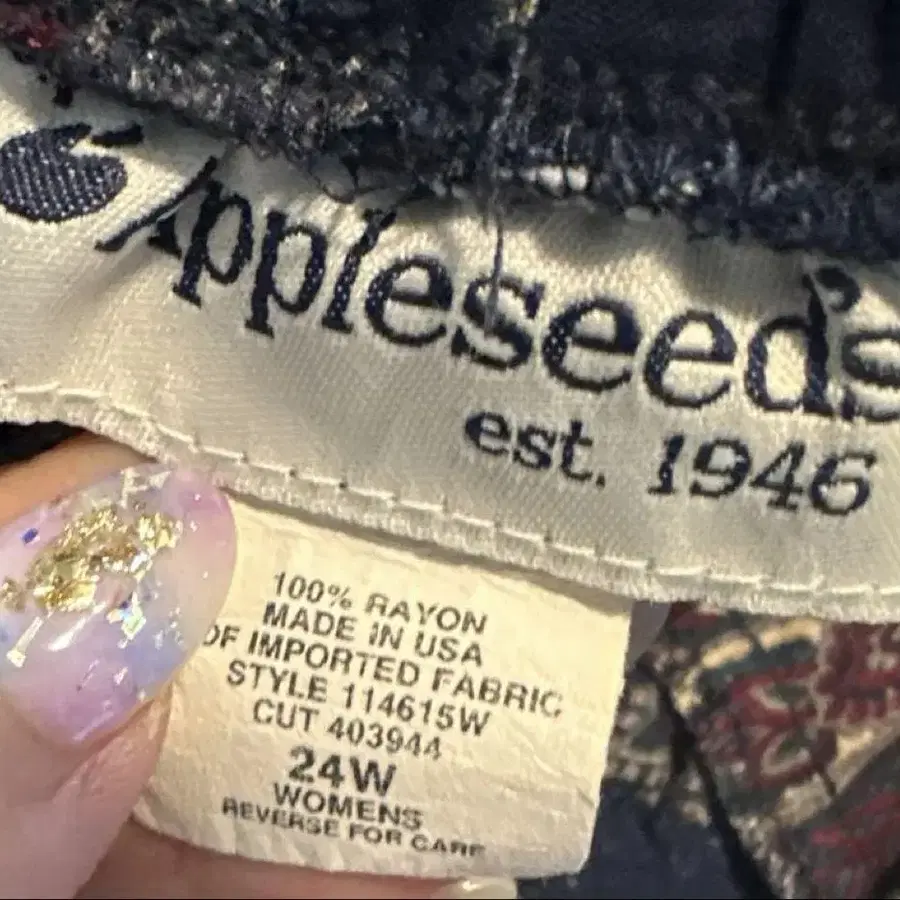 Appleseed's
est. 1946
100% RAYON
MADE IN USA
OF IMPORTED FABRIC
STYLE 114615W
CUT 403944
24W
WOMENS
REVERSE FOR CARE